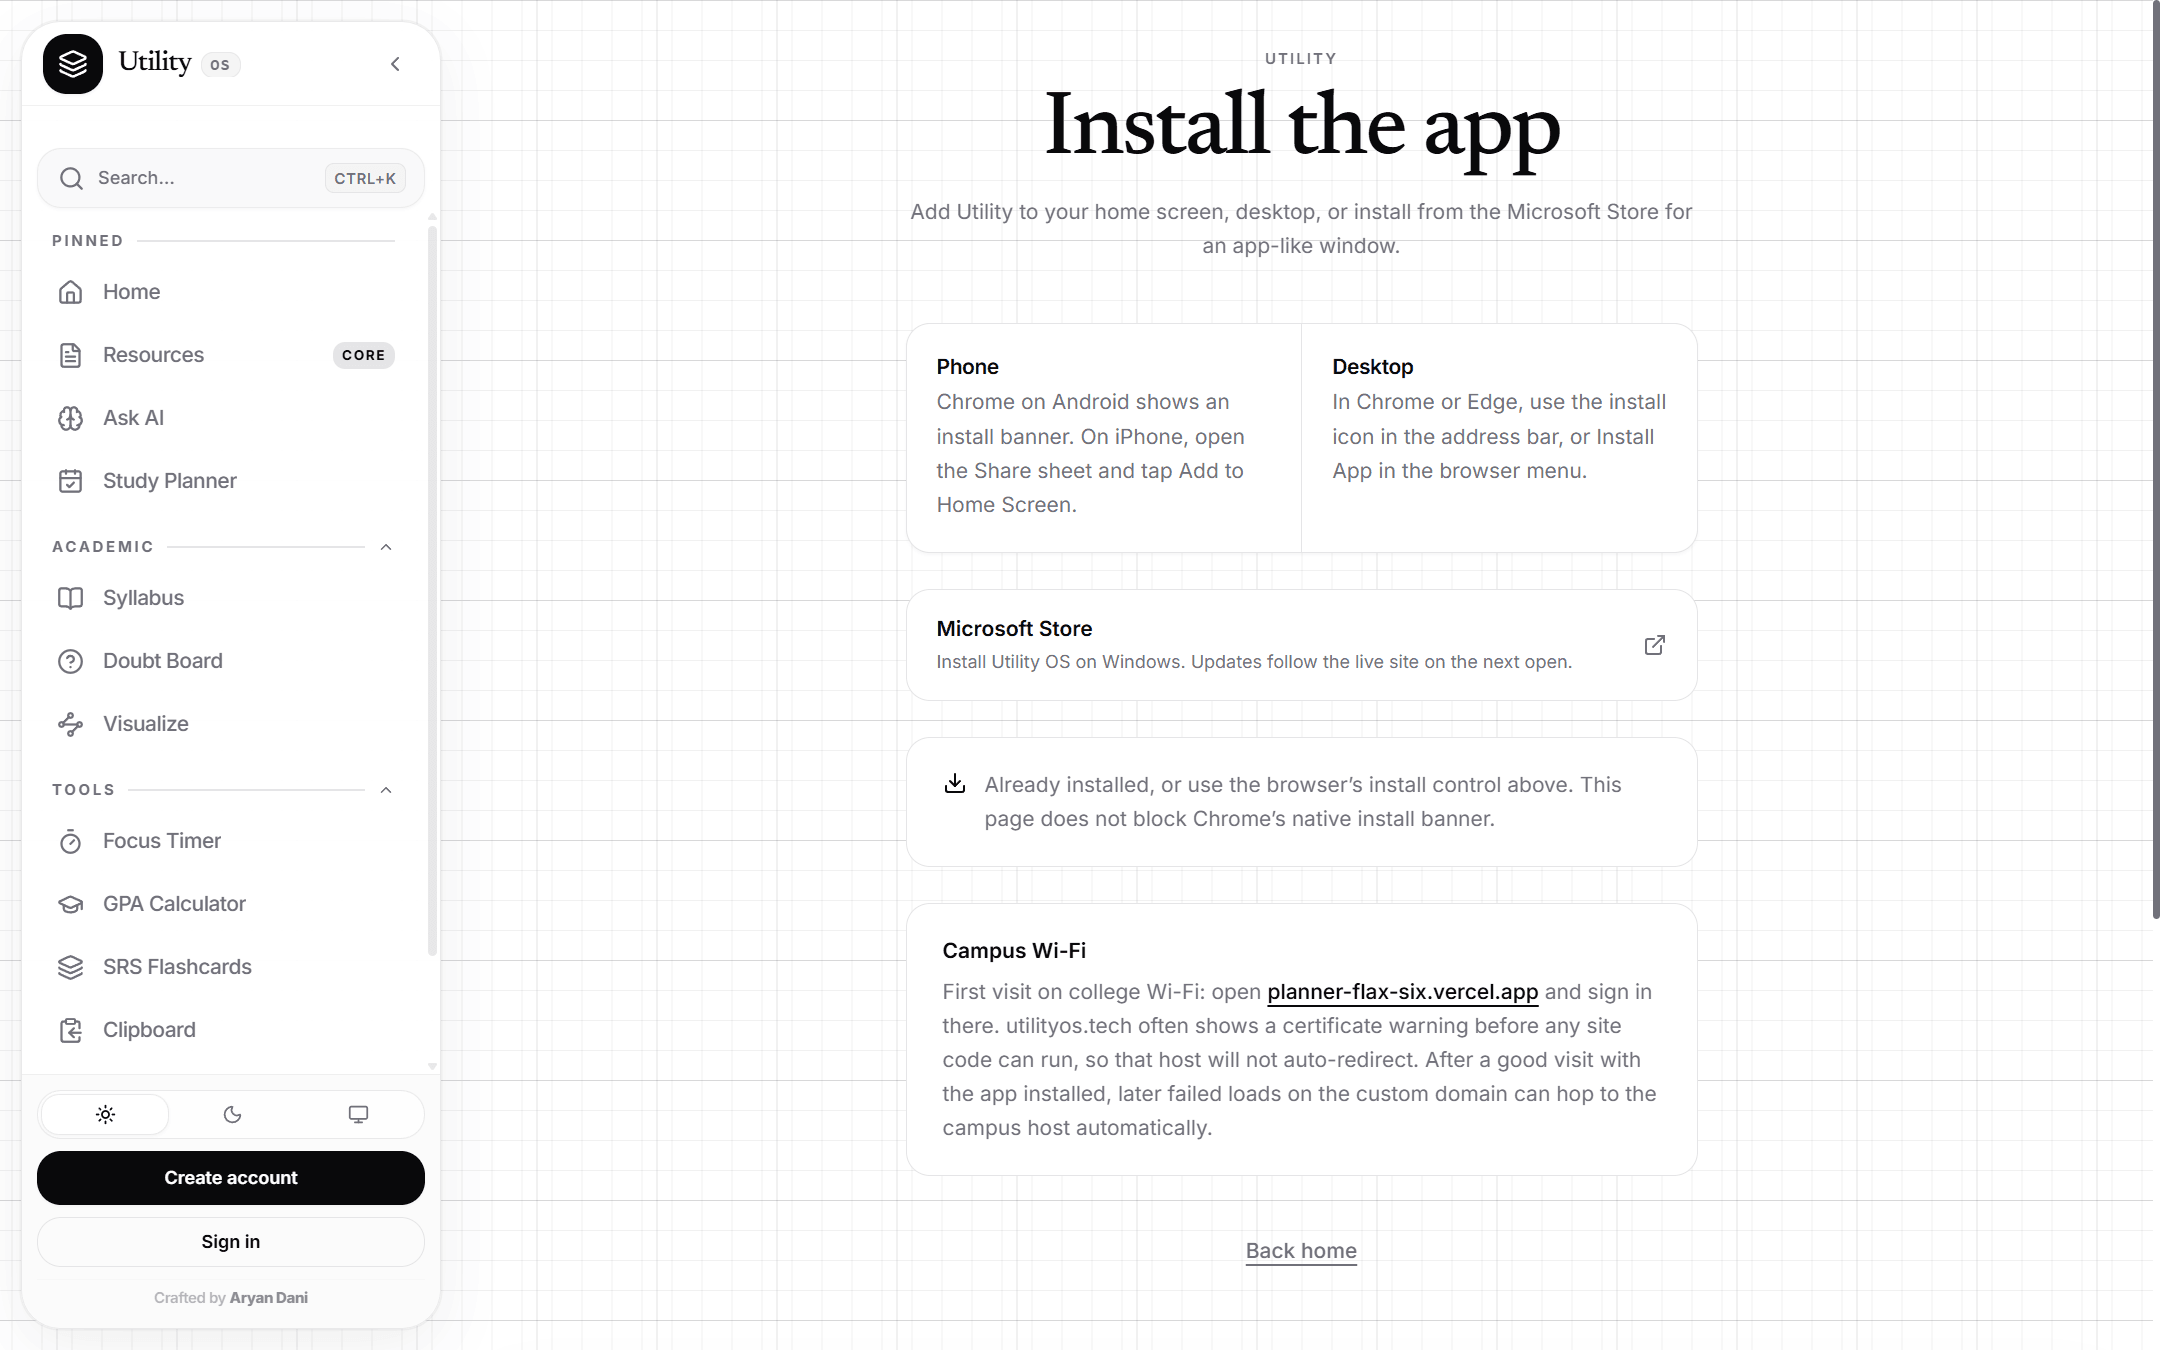 Utility OS
Search...
CTRL+K
PINNED
Home
Resources
CORE
Ask AI
Study Planner
ACADEMIC
Syllabus
Doubt Board
Visualize
TOOLS
Focus Timer
GPA Calculator
SRS Flashcards
Clipboard
Create account
Sign in
Crafted by Aryan Dani
UTILITY
Install the app
Add Utility to your home screen, desktop, or install from the Microsoft Store for
an app-like window.
Phone
Chrome on Android shows an
install banner. On iPhone, open
the Share sheet and tap Add to
Home Screen.
Desktop
In Chrome or Edge, use the install
icon in the address bar, or Install
App in the browser menu.
Microsoft Store
Install Utility OS on Windows. Updates follow the live site on the next open.
Already installed, or use the browser’s install control above. This
page does not block Chrome’s native install banner.
Campus Wi-Fi
First visit on college Wi-Fi: open planner-flax-six.vercel.app and sign in
there. utilityos.tech often shows a certificate warning before any site
code can run, so that host will not auto-redirect. After a good visit with
the app installed, later failed loads on the custom domain can hop to the
campus host automatically.
Back home